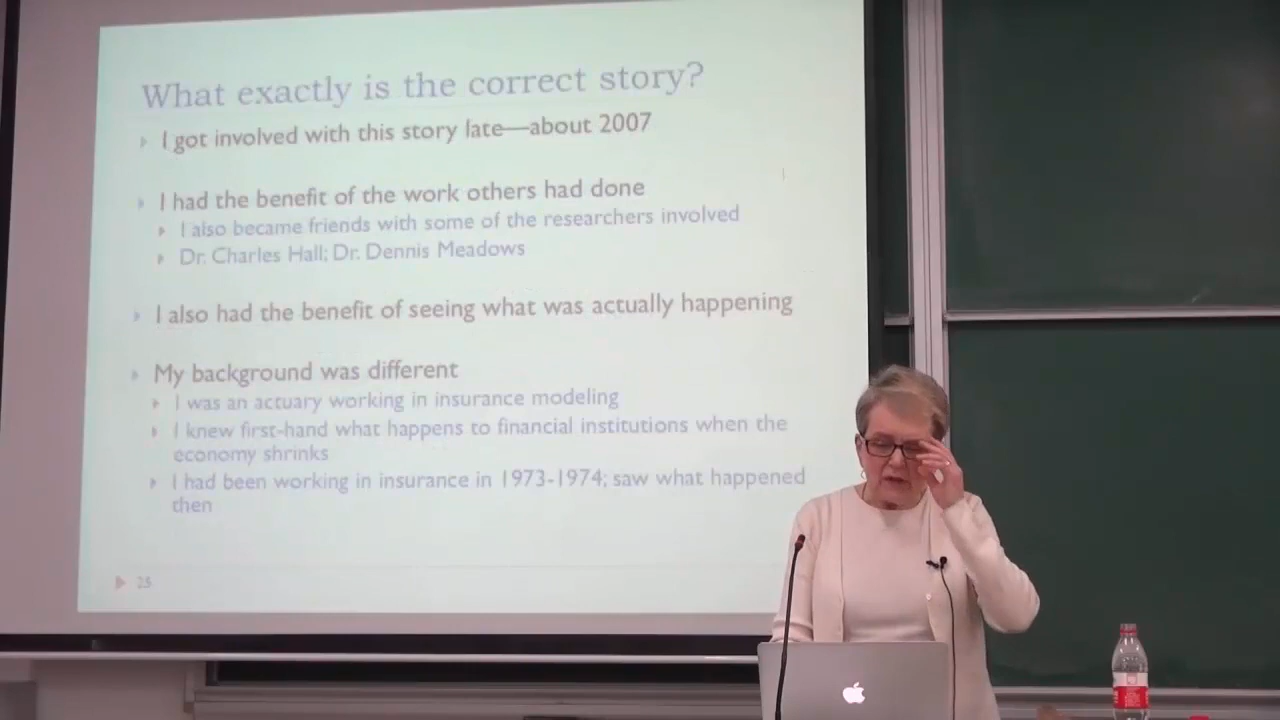 What exactly is the correct story?
I got involved with this story late—about 2007
I had the benefit of the work others had done
I also became friends with some of the researchers involved
Dr. Charles Hall; Dr. Dennis Meadows
I also had the benefit of seeing what was actually happening
My background was different
I was an actuary working in insurance modeling
I knew first-hand what happens to financial institutions when the
economy shrinks
I had been working in insurance in 1973-1974; saw what happened
then
25